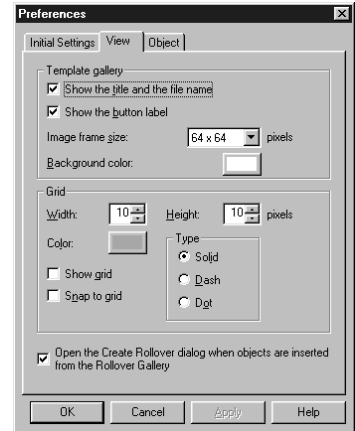 Preferences
Initial Settings View Object
Template gallery
Show the title and the file name
Show the button label
Image frame size: 64 x 64 pixels
Background color:
Grid
Width: 10 Height: 10 pixels
Color:
Type
Solid
Show grid
Dash
Snap to grid
Dot
Open the Create Rollover dialog when objects are inserted
from the Rollover Gallery
OK Cancel Apply Help